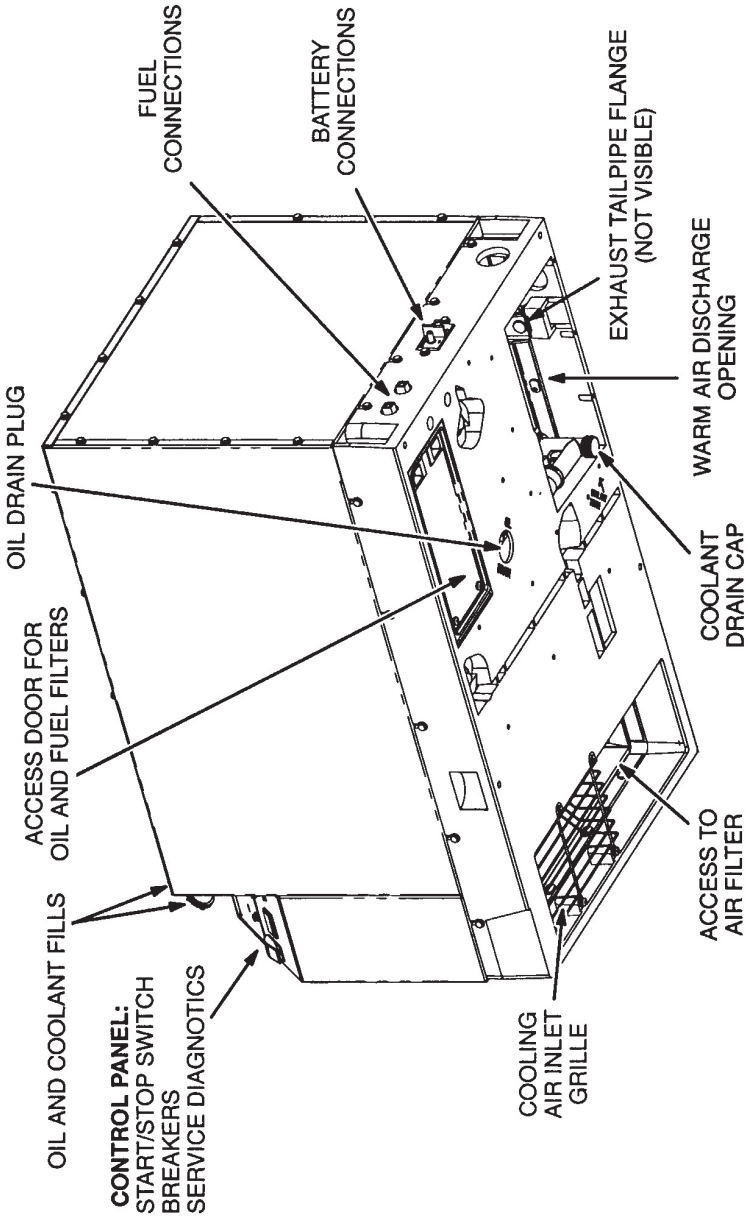 OIL AND COOLANT FILLS
ACCESS DOOR FOR
OIL AND FUEL FILTERS
OIL DRAIN PLUG
FUEL
CONNECTIONS
BATTERY
CONNECTIONS
CONTROL PANEL:
START/STOP SWITCH
BREAKERS
SERVICE DIAGNOTICS
COOLING
AIR INLET
GRILLE
ACCESS TO
AIR FILTER
COOLANT
DRAIN CAP
WARM AIR DISCHARGE
OPENING
EXHAUST TAILPIPE FLANGE
(NOT VISIBLE)